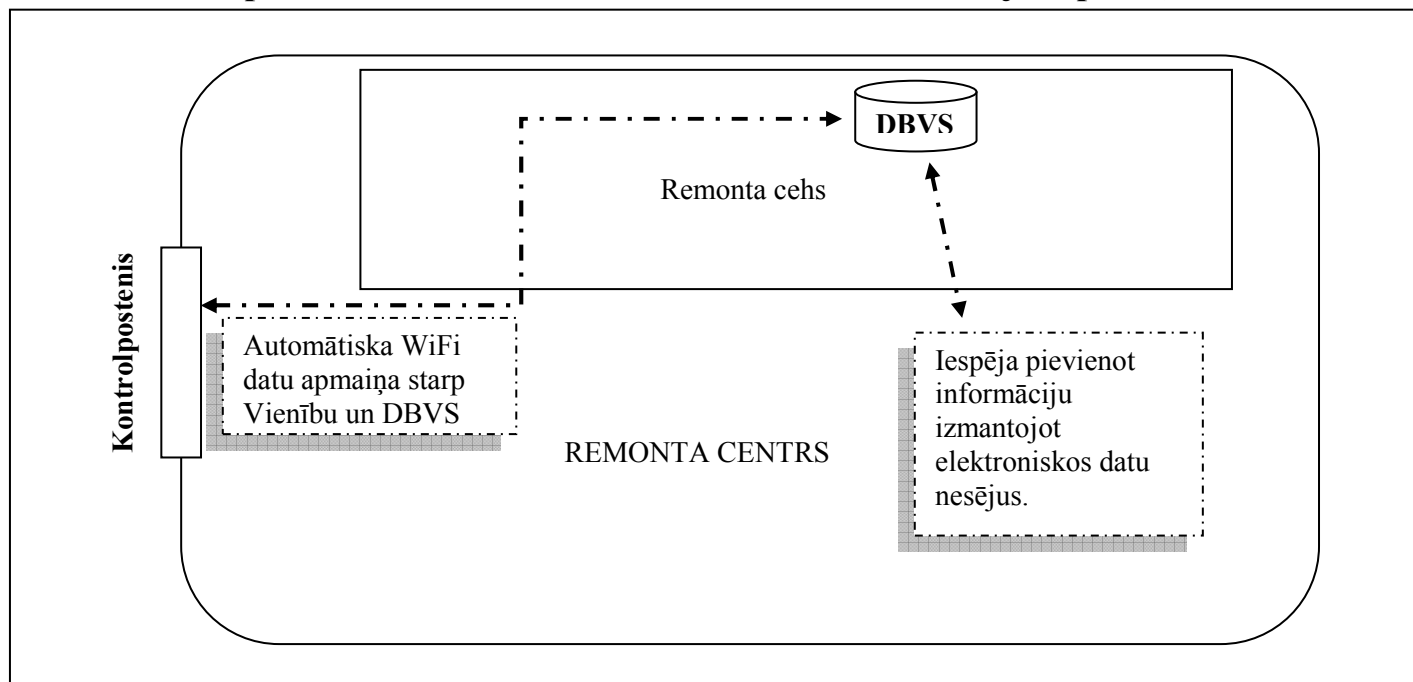 DBVS
Remonta cehs
Kontrolpostenis
Automātiska WiFi
datu apmaiņa starp
Vienību un DBVS
Iespēja pievienot
informāciju
izmantojot
elektroniskos datu
nesējus.
REMONTA CENTRS